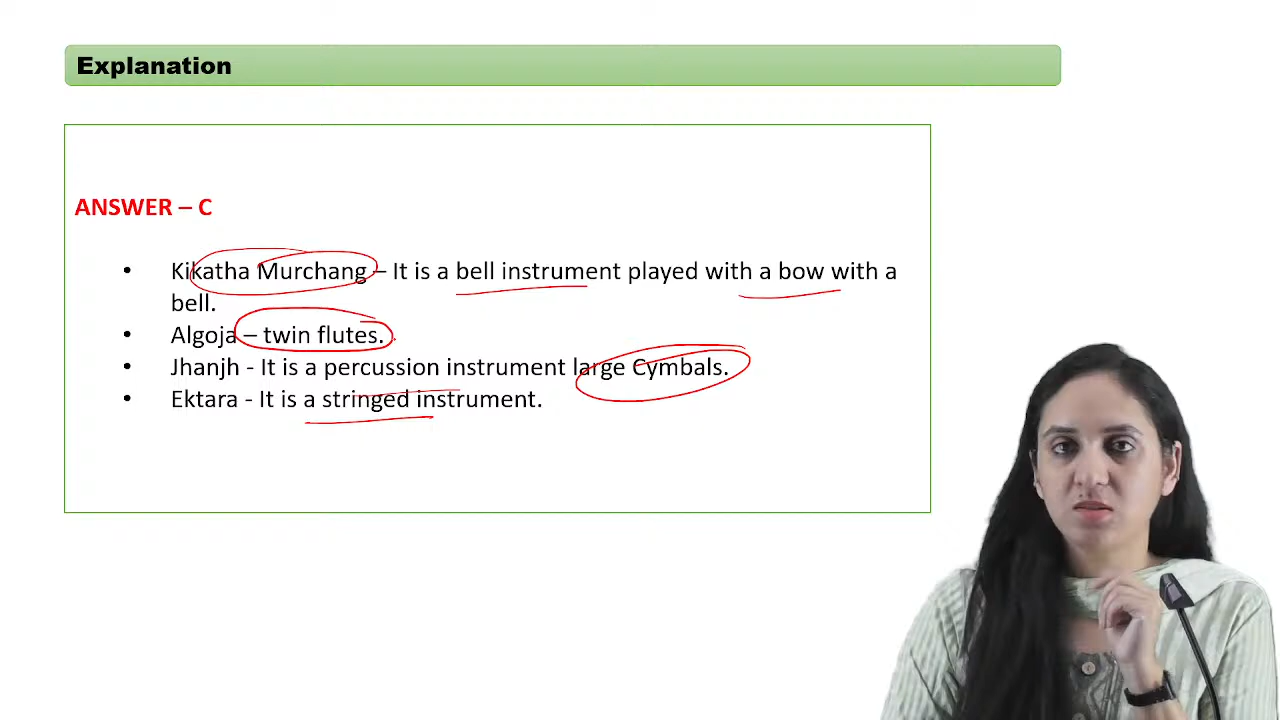 Explanation
ANSWER – C
• Kikatha Murchang – It is a bell instrument played with a bow with a
bell.
• Algoja – twin flutes.
• Jhanjh - It is a percussion instrument large Cymbals.
• Ektara - It is a stringed instrument.